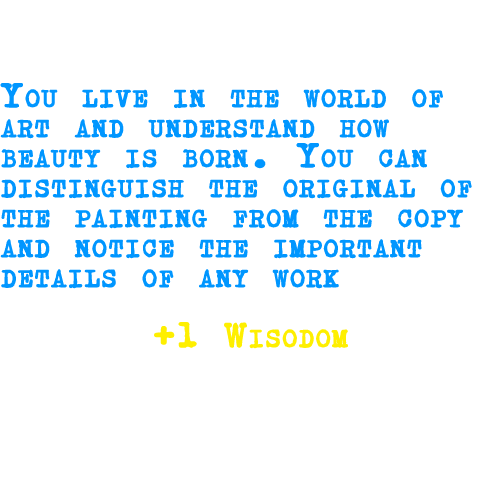 You live in the world of
art and understand how
beauty is born. You can
distinguish the original of
the painting from the copy
and notice the important
details of any work
+1 Wisodom